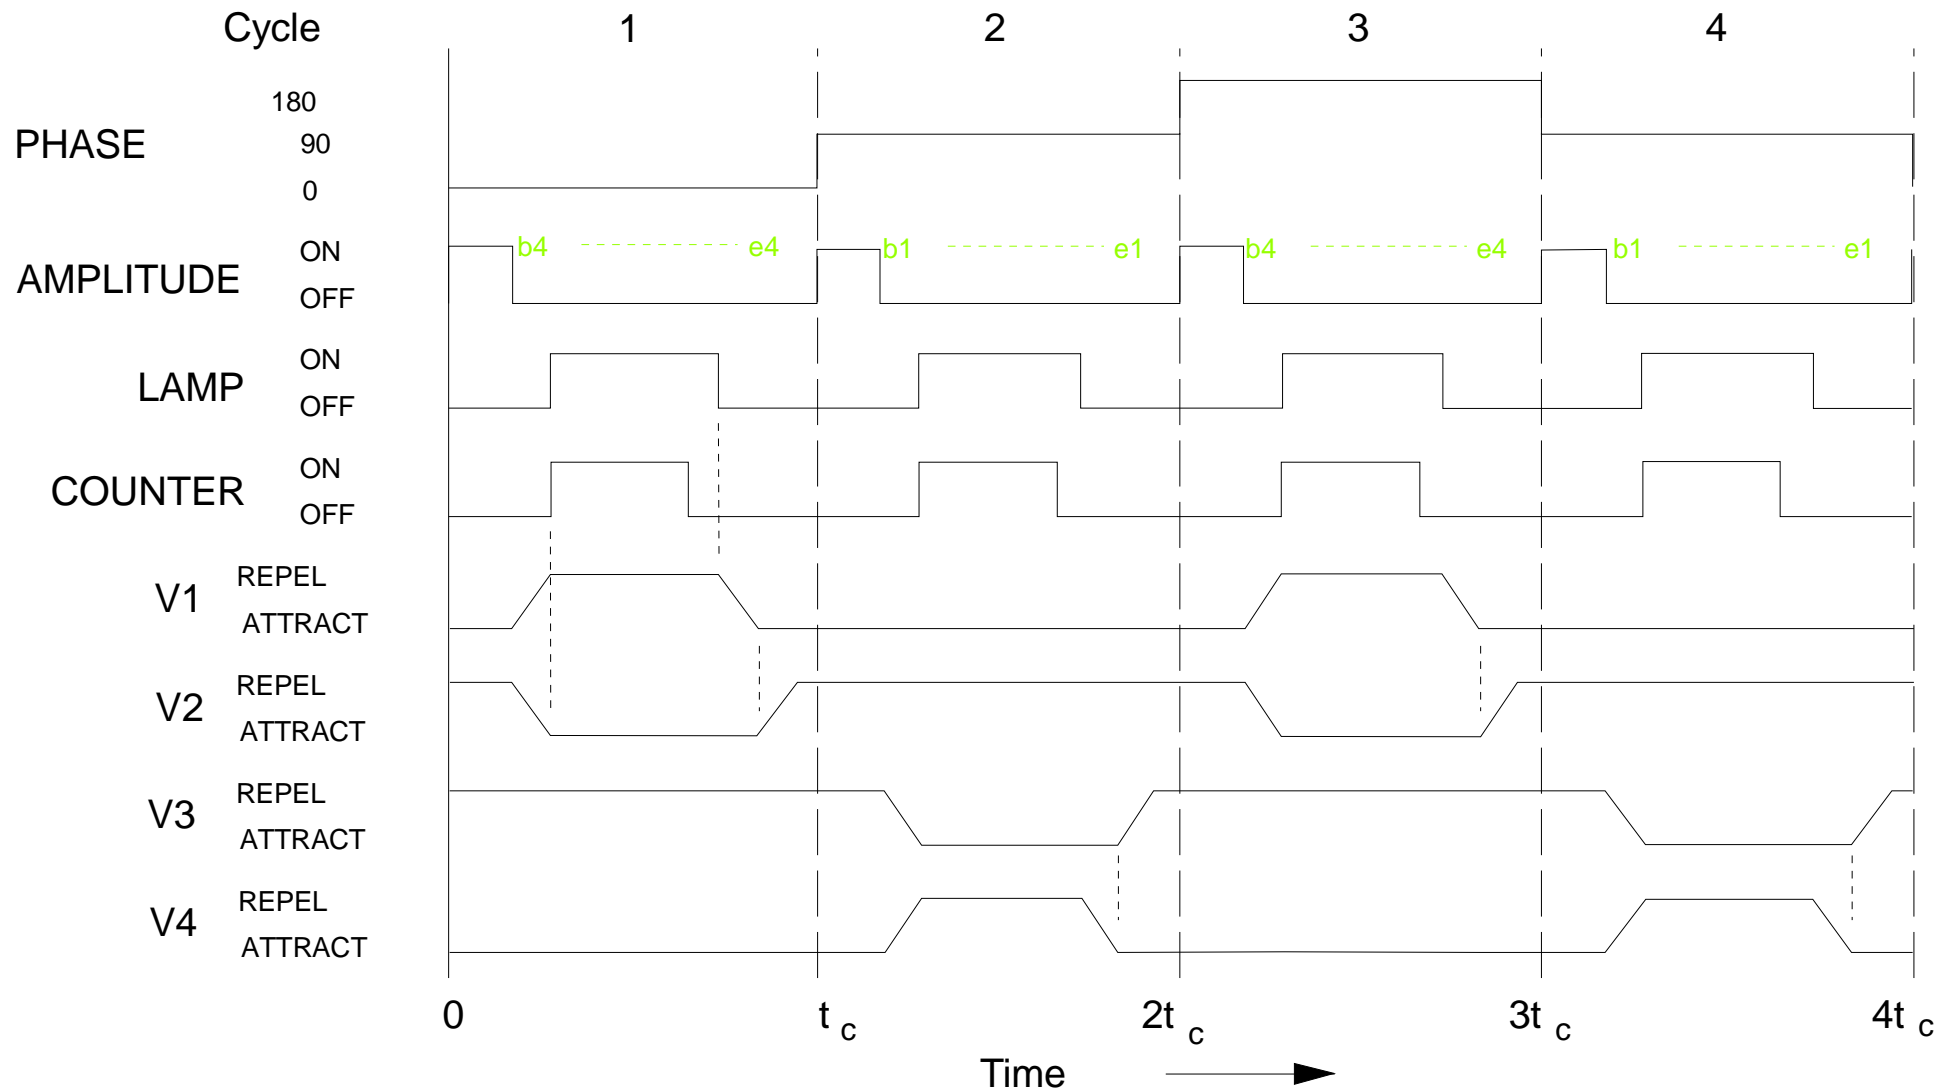 Cycle 1 2 3 4
180
PHASE 90
0
b4 e4 b1 e1 b4 e4 b1 e1
ON
AMPLITUDE
OFF
ON
LAMP
OFF
ON
COUNTER
OFF
REPEL
V1
ATTRACT
REPEL
V2
ATTRACT
REPEL
V3
ATTRACT
REPEL
V4
ATTRACT
0 t c 2t c 3t c 4t c
Time